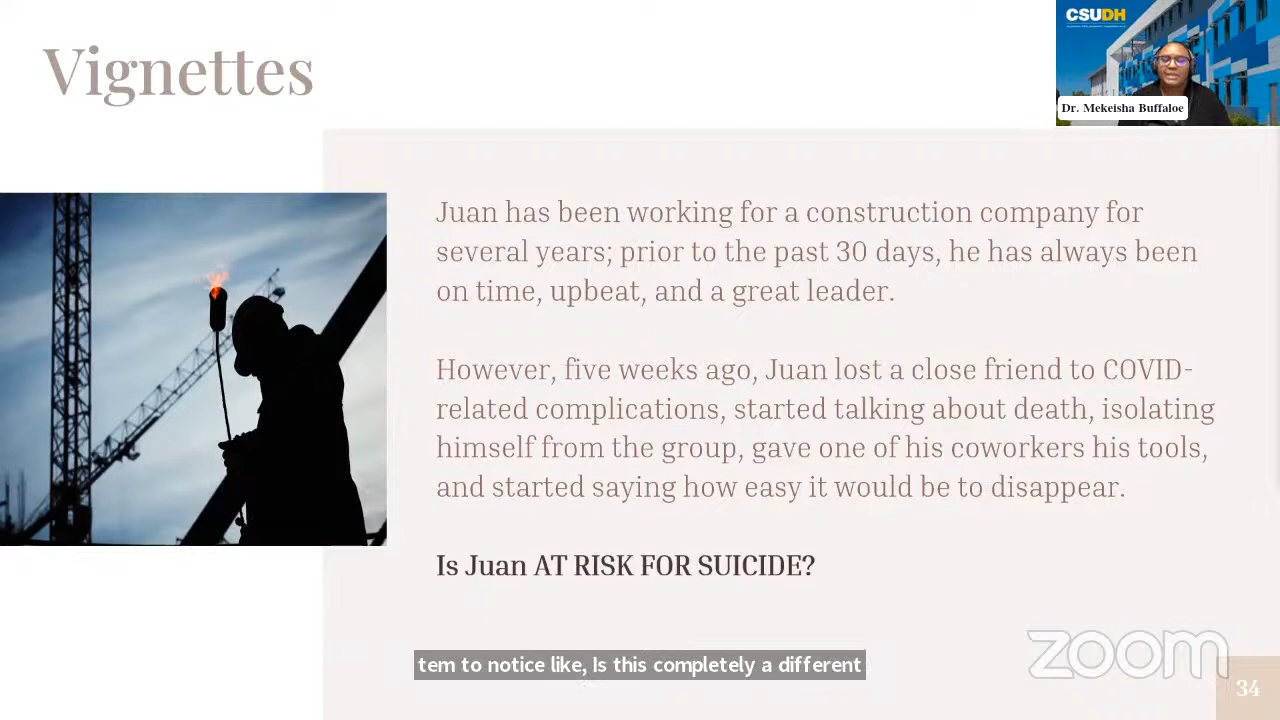 Vignettes
CSUDH
Dr. Mekeisha Buffaloe
Juan has been working for a construction company for
several years; prior to the past 30 days, he has always been
on time, upbeat, and a great leader.
However, five weeks ago, Juan lost a close friend to COVID-
related complications, started talking about death, isolating
himself from the group, gave one of his coworkers his tools,
and started saying how easy it would be to disappear.
Is Juan AT RISK FOR SUICIDE?
tem to notice like, Is this completely a different
zoom
34